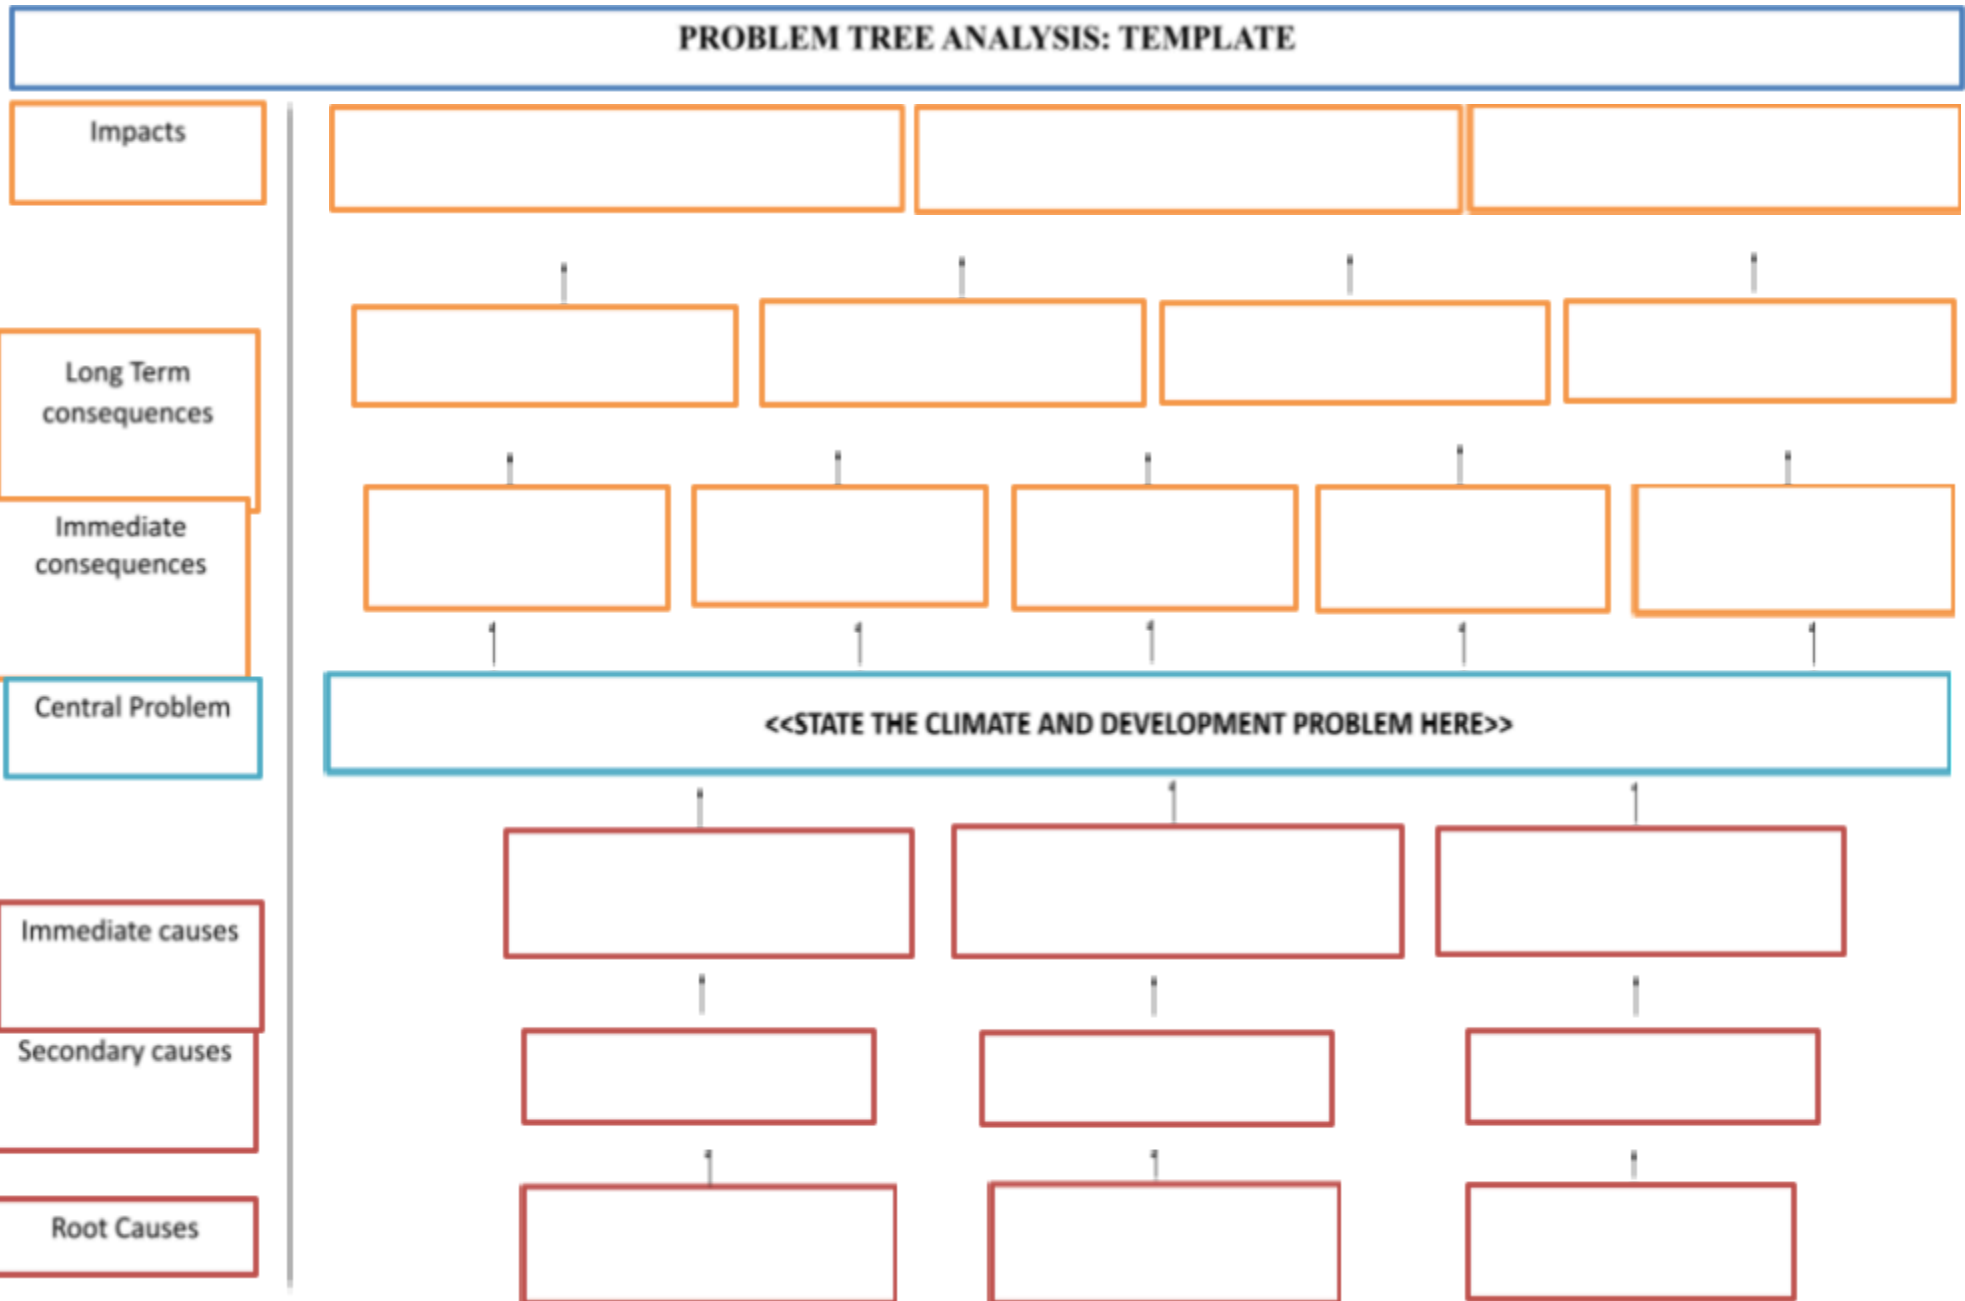 PROBLEM TREE ANALYSIS: TEMPLATE
Impacts
Long Term
consequences
Immediate
consequences
Central Problem
<<STATE THE CLIMATE AND DEVELOPMENT PROBLEM HERE>>
Immediate causes
Secondary causes
Root Causes